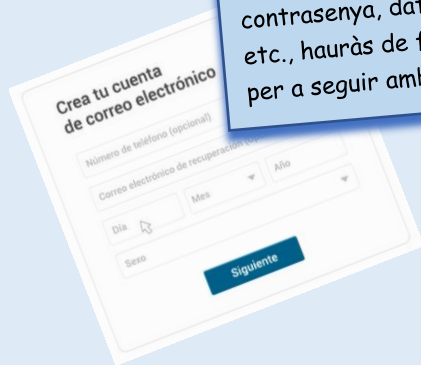 contrasenya, dat
etc., hauràs de f
per a seguir amb
Crea tu cuenta
de correo electrónico
Número de teléfono (opcional)
Correo electrónico de recuperación
Día
Mes
Año
Sexo
Siguiente